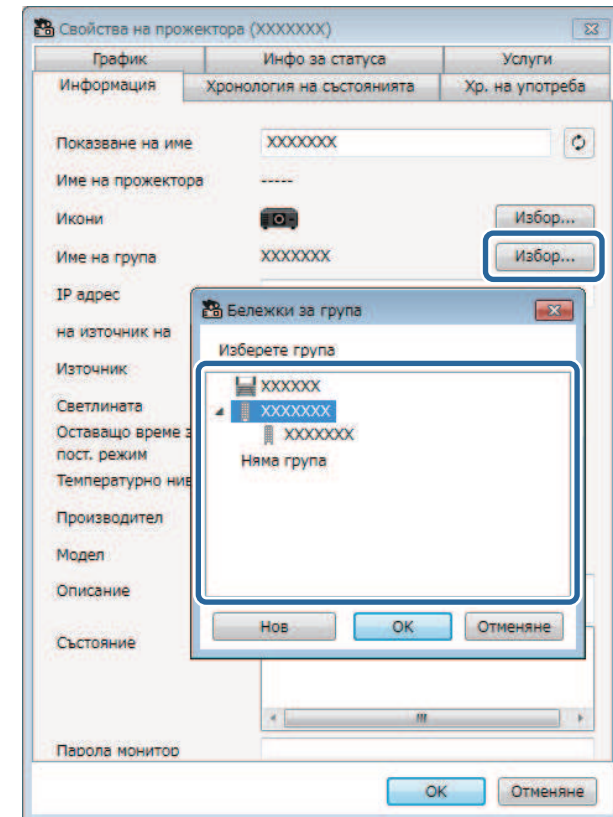 Свойства на прожектора (XXXXXXX)
График Инфо за статуса Услуги
Информация Хронология на състоянията Хр. на употреба
Показване на име XXXXXXX
Име на прожектора -----
Икони Избор...
Име на група XXXXXXX Избор...
IP адрес
на източник на
Източник
Светлината
Оставащо време з
пост. режим
Температурно нив
Производител
Модел
Описание
Състояние
Бележки за група
Изберете група
XXXXXX
XXXXXXX
XXXXXXX
Няма група
Нов OK Отменяне
Парола монитор
OK Отменяне